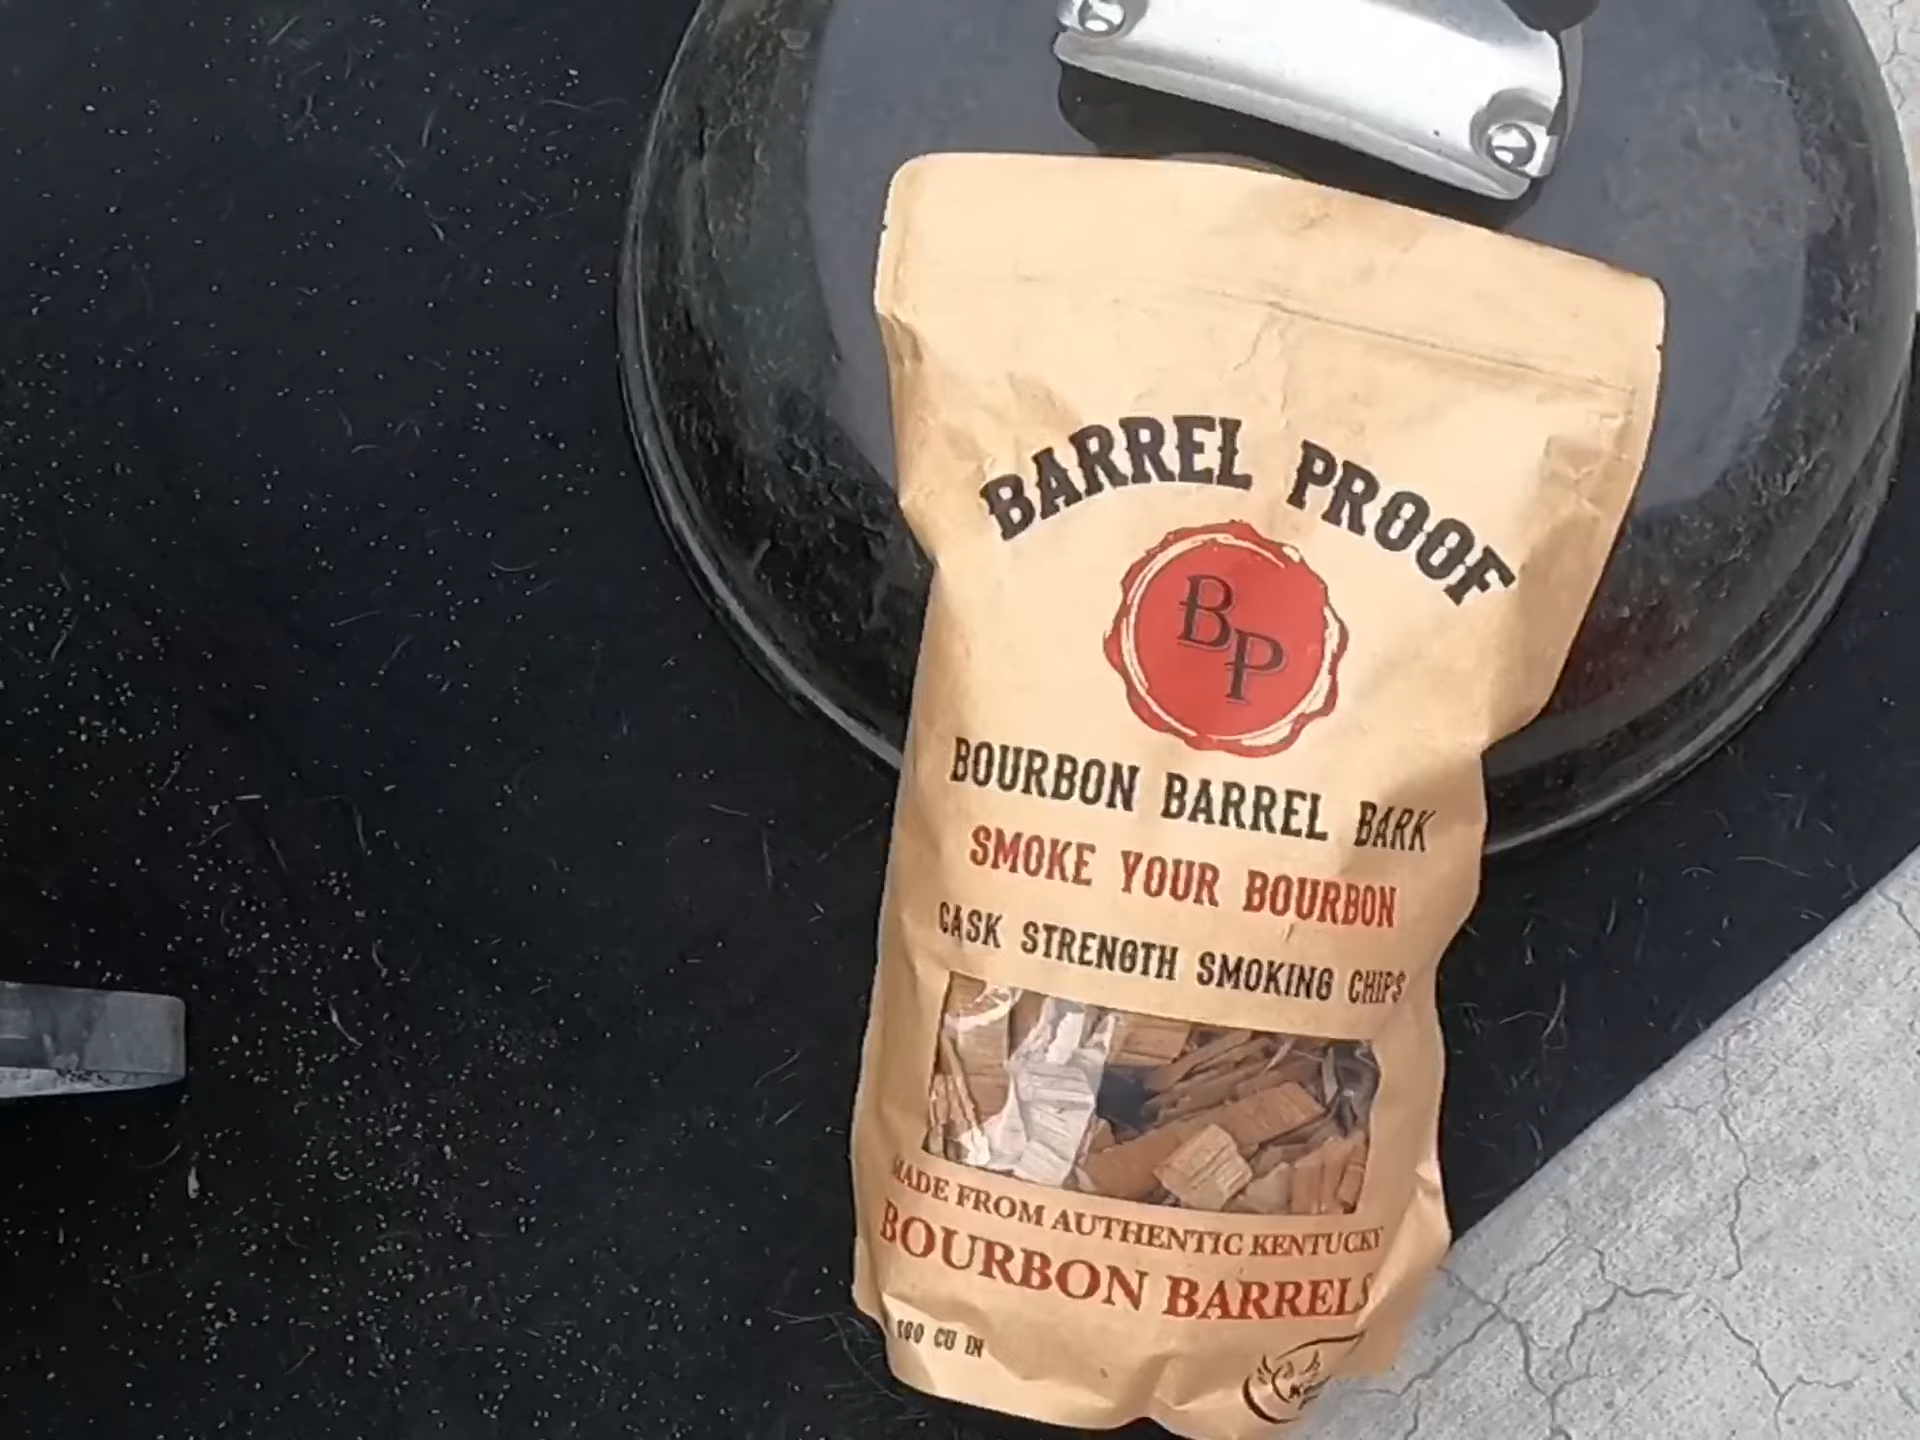 BARREL PROOF
BP
BOURBON BARREL BARK
SMOKE YOUR BOURBON
CASK STRENGTH SMOKING CHIPS
MADE FROM AUTHENTIC KENTUCKY
BOURBON BARRELS
CU IN